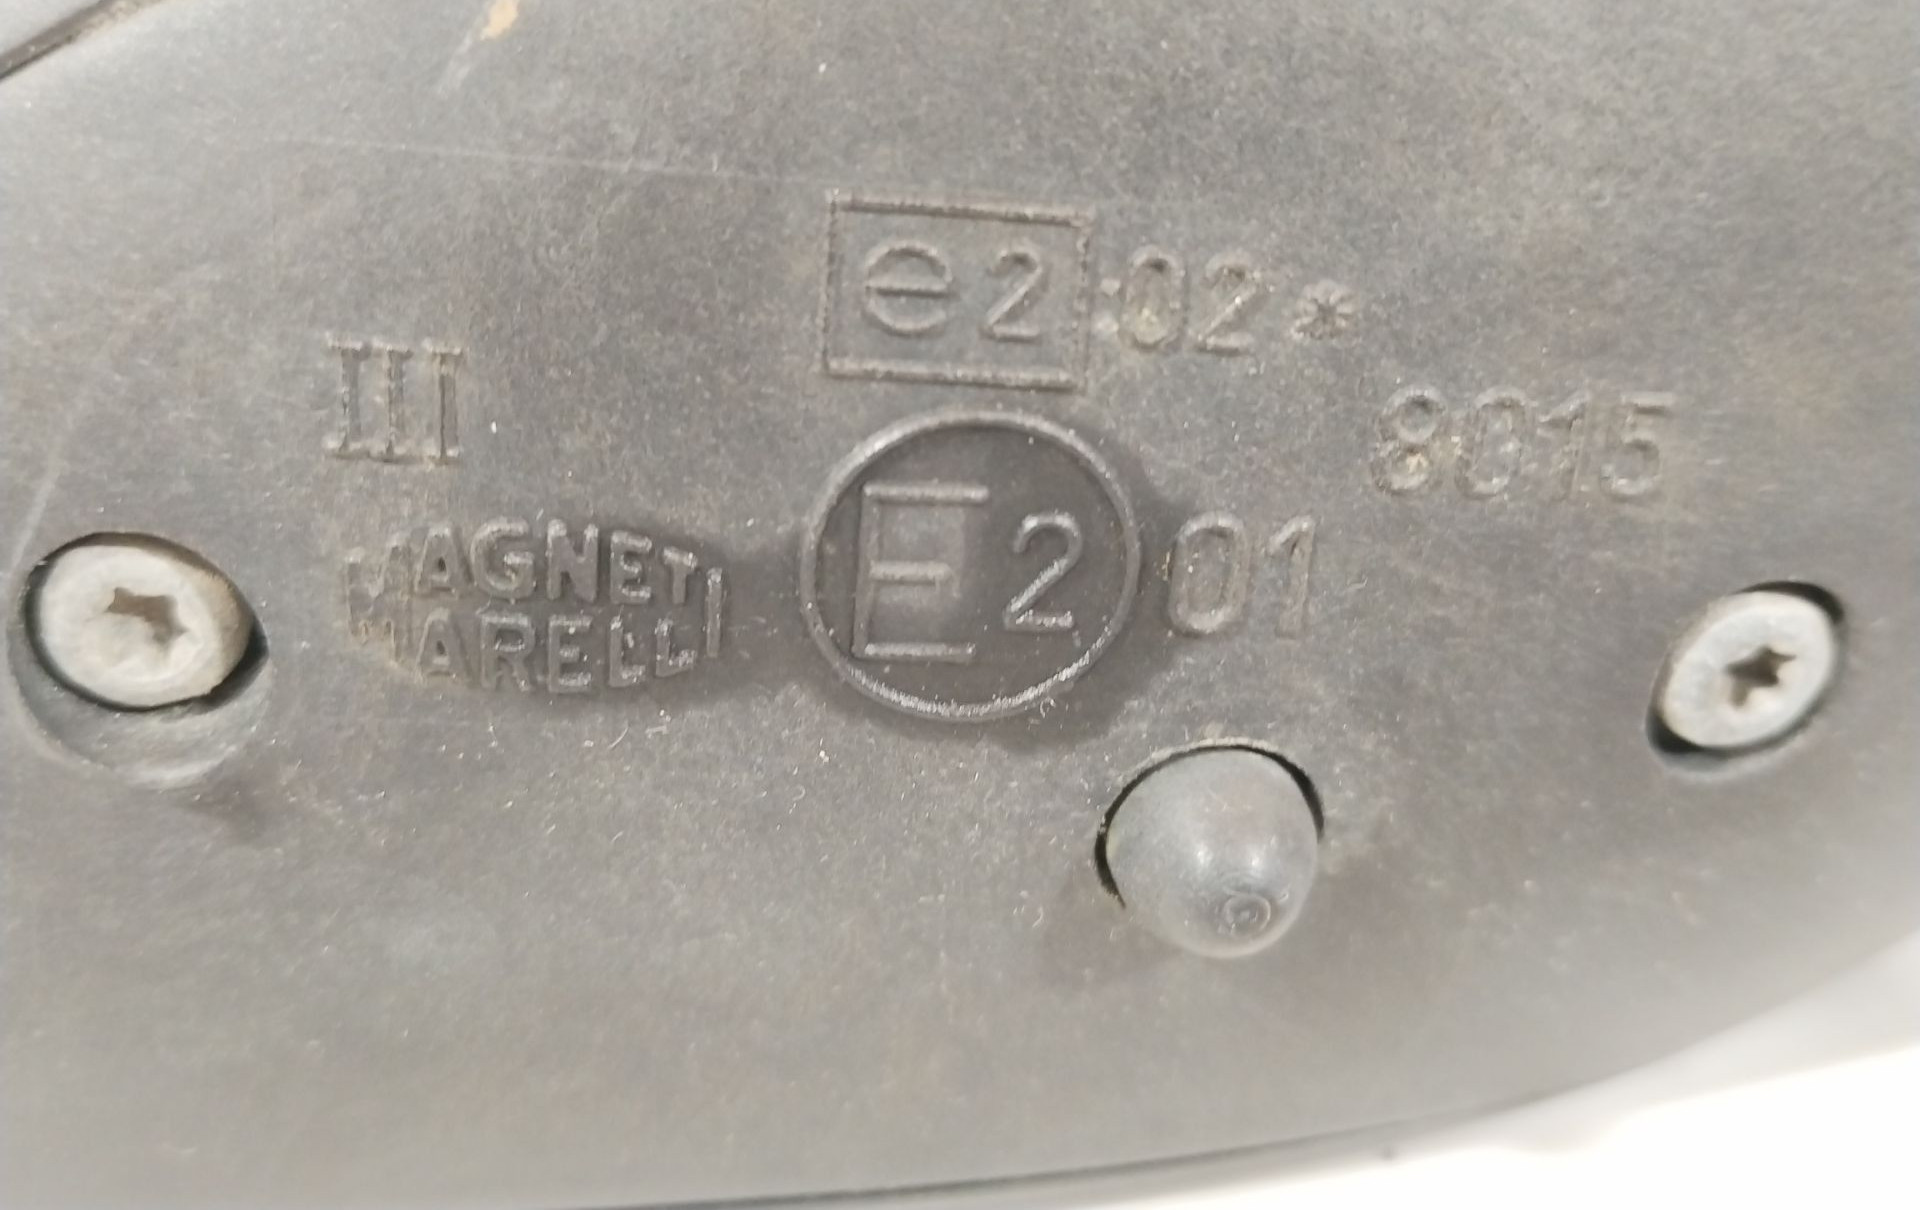 e2 02*
III
8015
MAGNETI
MARELLI
E2 01